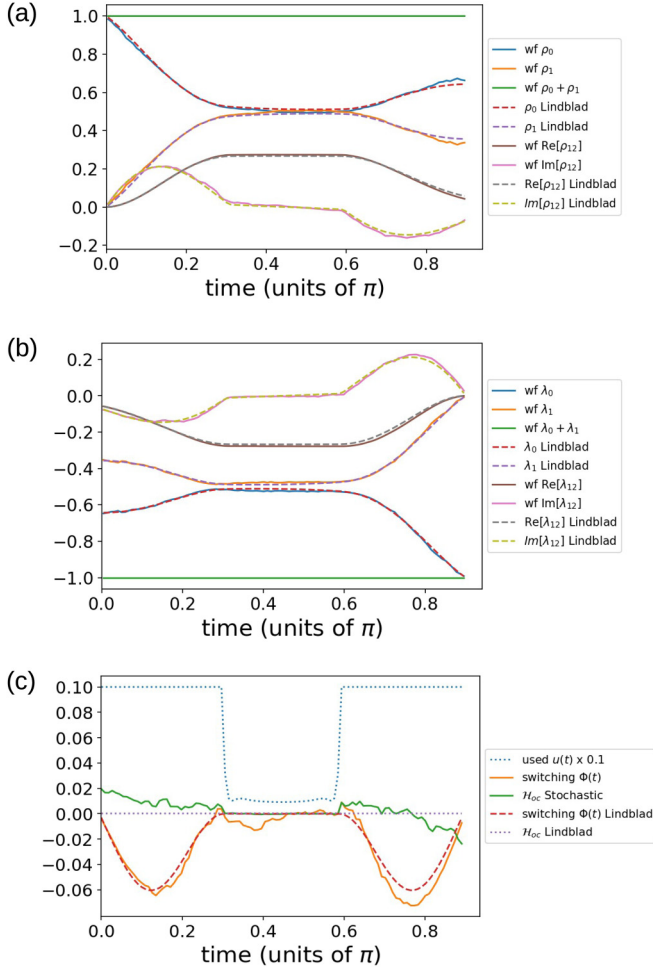 (a)
1.0
0.8
0.6
0.4
0.2
0.0
−0.2
0.0 0.2 0.4 0.6 0.8
time (units of π)
wf ρ₀
wf ρ₁
wf ρ₀ + ρ₁
ρ₀ Lindblad
ρ₁ Lindblad
wf Re[ρ₁₂]
wf Im[ρ₁₂]
Re[ρ₁₂] Lindblad
Im[ρ₁₂] Lindblad
(b)
0.2
0.0
−0.2
−0.4
−0.6
−0.8
−1.0
0.0 0.2 0.4 0.6 0.8
time (units of π)
wf λ₀
wf λ₁
wf λ₀ + λ₁
λ₀ Lindblad
λ₁ Lindblad
wf Re[λ₁₂]
wf Im[λ₁₂]
Re[λ₁₂] Lindblad
Im[λ₁₂] Lindblad
(c)
0.10
0.08
0.06
0.04
0.02
0.00
−0.02
−0.04
−0.06
0.0 0.2 0.4 0.6 0.8
time (units of π)
used u(t) x 0.1
switching Φ(t)
ℋoc Stochastic
switching Φ(t) Lindblad
ℋoc Lindblad